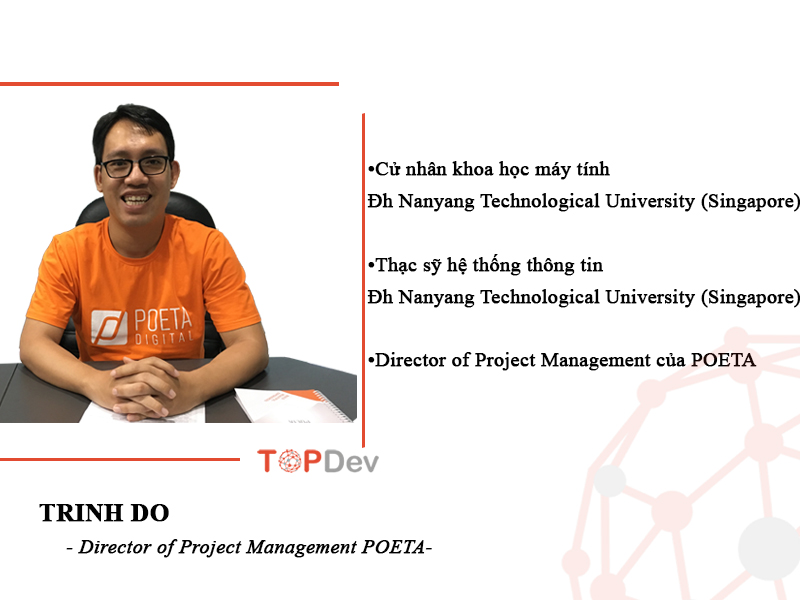 •Cử nhân khoa học máy tính
Đh Nanyang Technological University (Singapore)
•Thạc sỹ hệ thống thông tin
Đh Nanyang Technological University (Singapore)
•Director of Project Management của POETA
POETA
DIGITAL
TOPDev
TRINH DO
- Director of Project Management POETA-